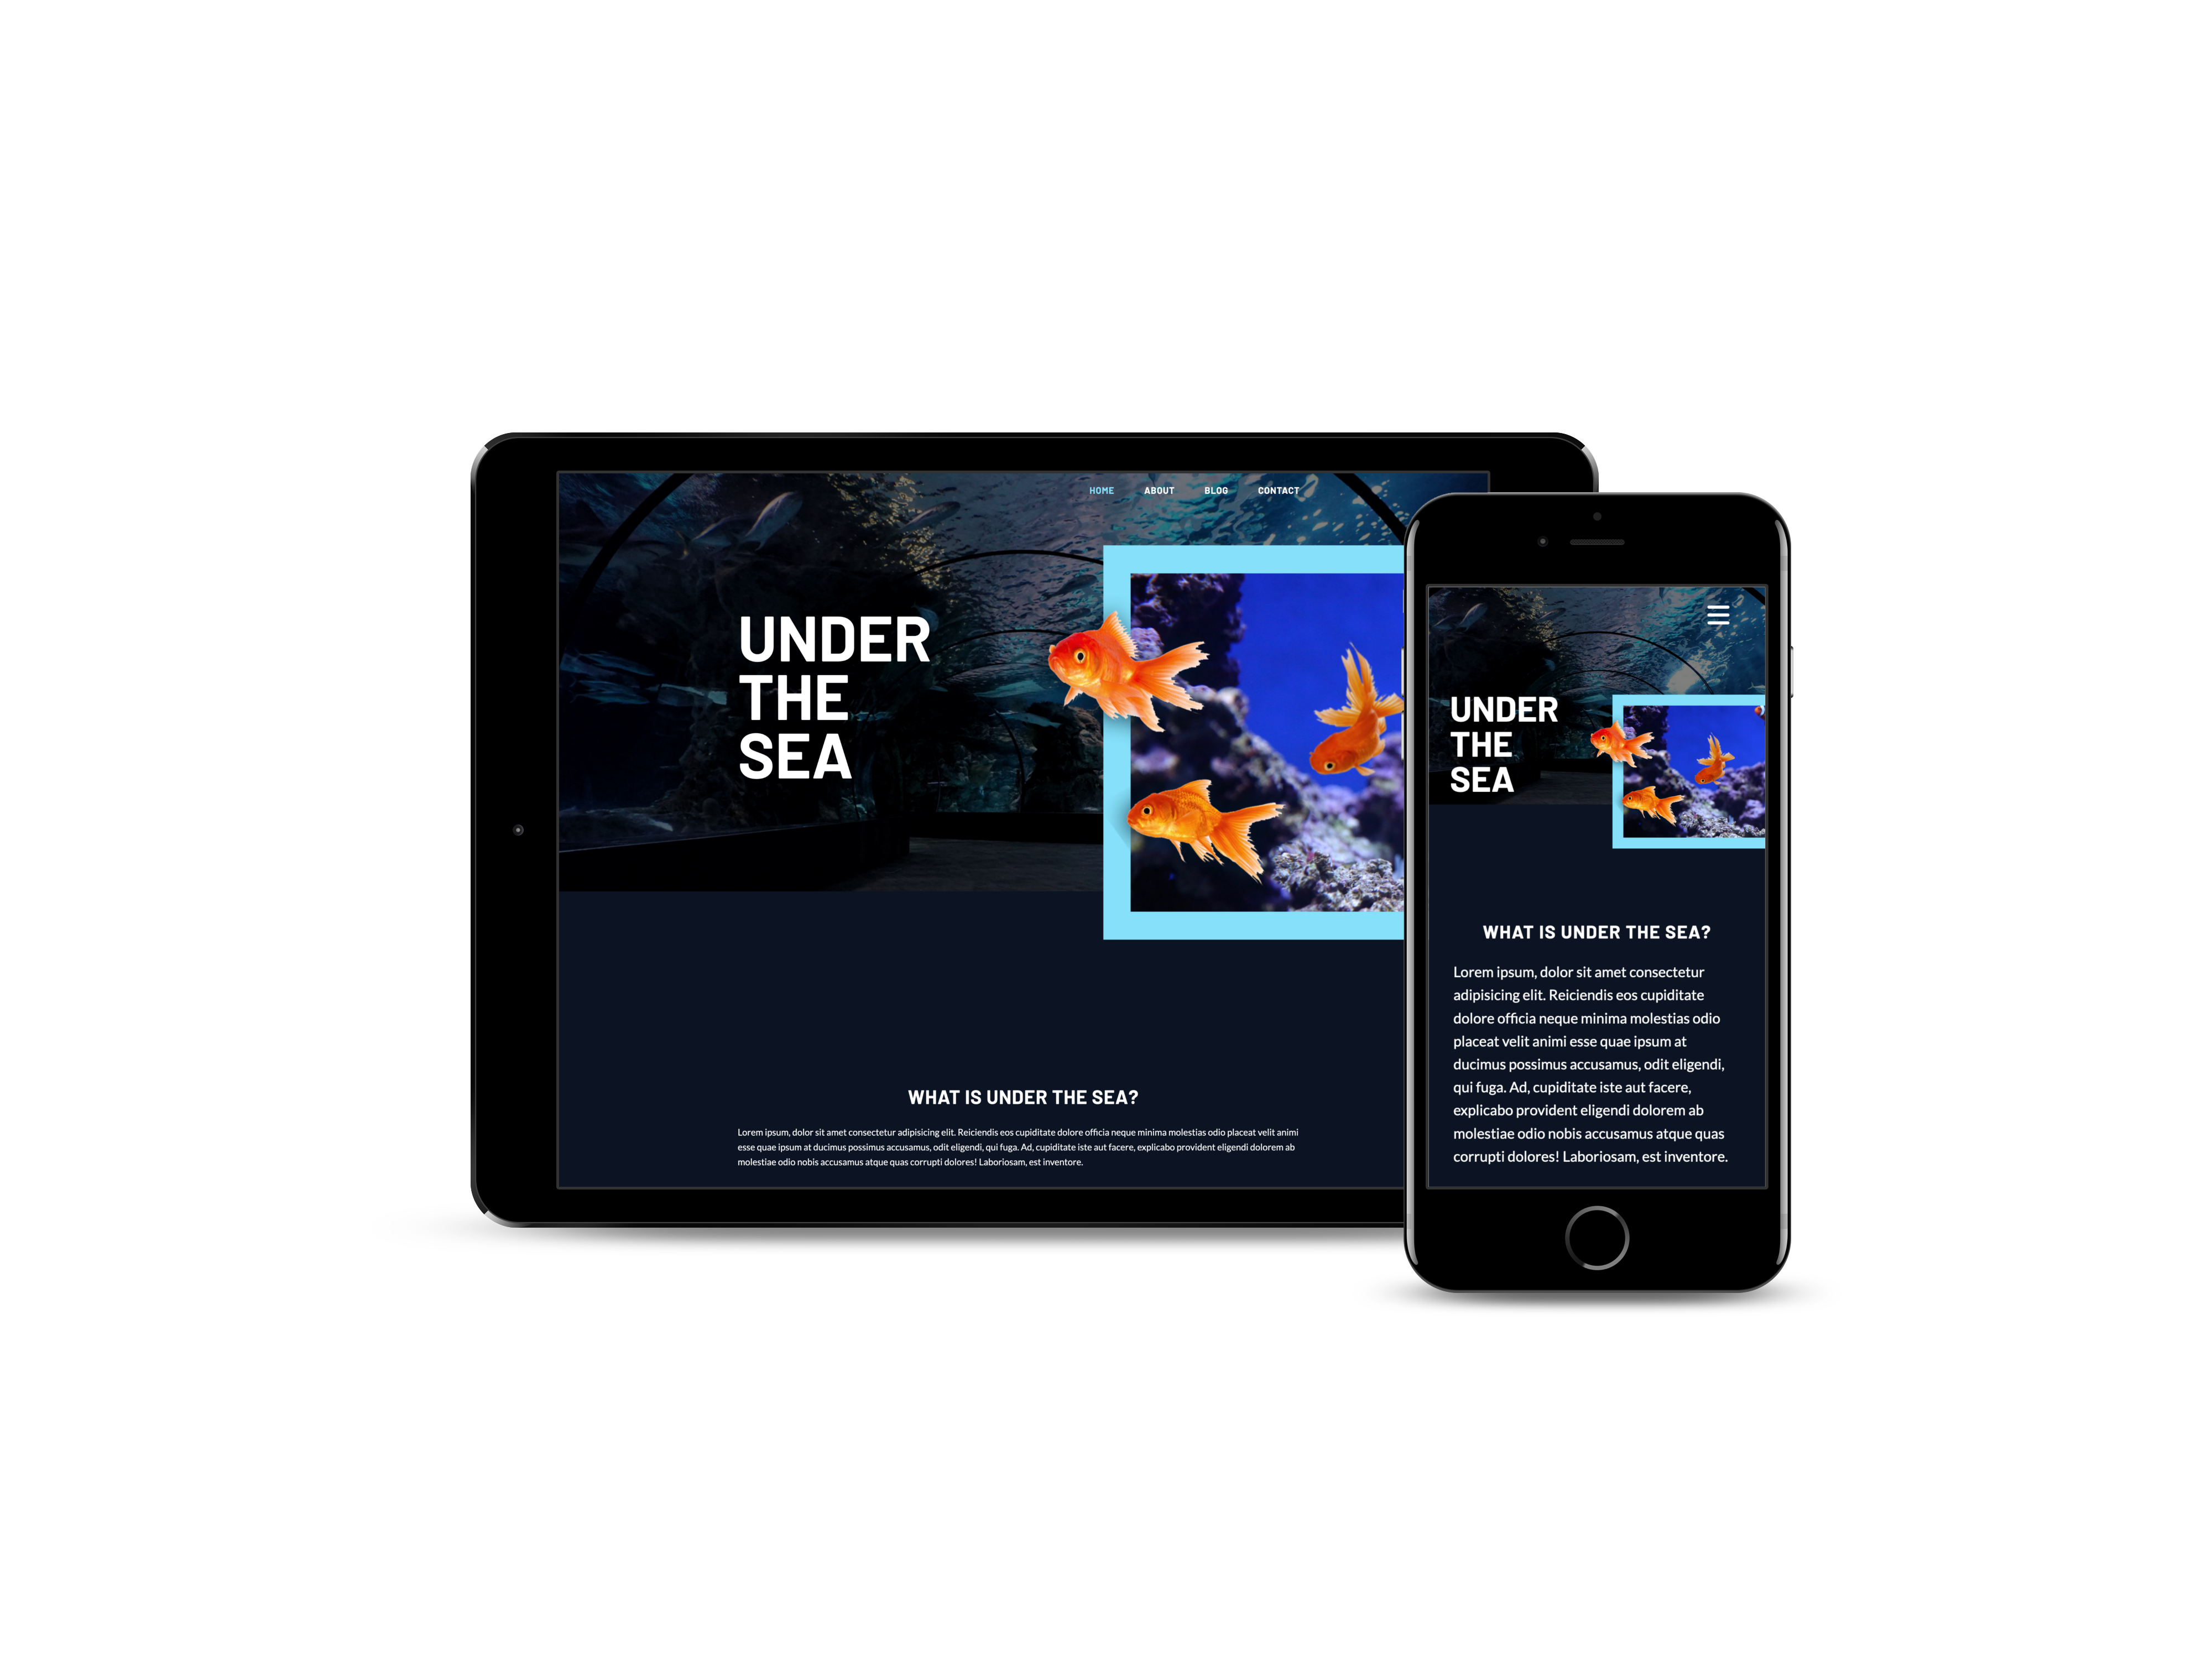 HOME ABOUT BLOG CONTACT
UNDER
THE
SEA
WHAT IS UNDER THE SEA?
Lorem ipsum, dolor sit amet consectetur adipisicing elit. Reiciendis eos cupiditate dolore officia neque minima molestias odio placeat velit animi
esse quae ipsum at ducimus possimus accusamus, odit eligendi, qui fuga. Ad, cupiditate iste aut facere, explicabo provident eligendi dolorem ab
molestiae odio nobis accusamus atque quas corrupti dolores! Laboriosam, est inventore.
UNDER
THE
SEA
WHAT IS UNDER THE SEA?
Lorem ipsum, dolor sit amet consectetur
adipisicing elit. Reiciendis eos cupiditate
dolore officia neque minima molestias odio
placeat velit animi esse quae ipsum at
ducimus possimus accusamus, odit eligendi,
qui fuga. Ad, cupiditate iste aut facere,
explicabo provident eligendi dolorem ab
molestiae odio nobis accusamus atque quas
corrupti dolores! Laboriosam, est inventore.